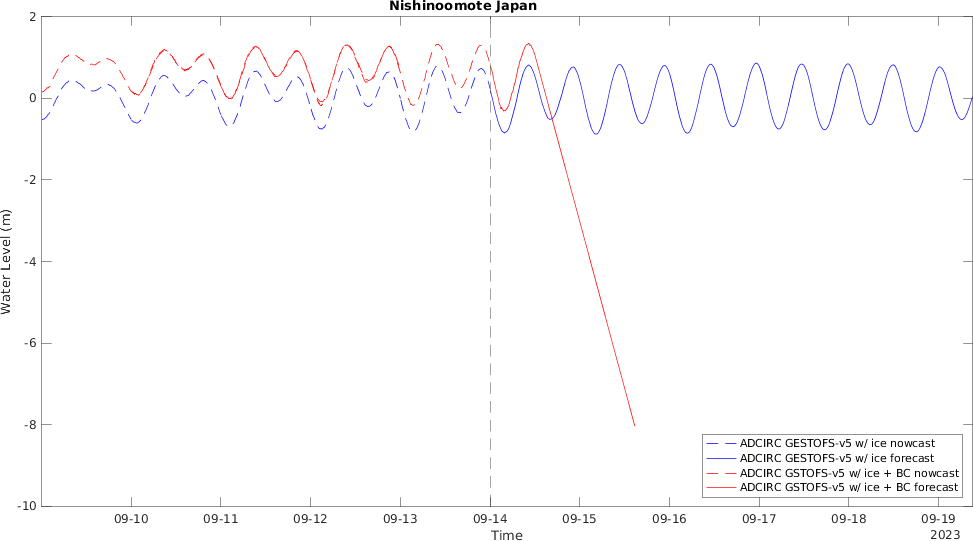 Nishinoomote Japan
2
0
-2
-4
-6
-8
-10
Water Level (m)
ADCIRC GESTOFS-v5 w/ ice nowcast
ADCIRC GESTOFS-v5 w/ ice forecast
ADCIRC GSTOFS-v5 w/ ice + BC nowcast
ADCIRC GSTOFS-v5 w/ ice + BC forecast
09-10 09-11 09-12 09-13 09-14 09-15 09-16 09-17 09-18 09-19
Time
2023